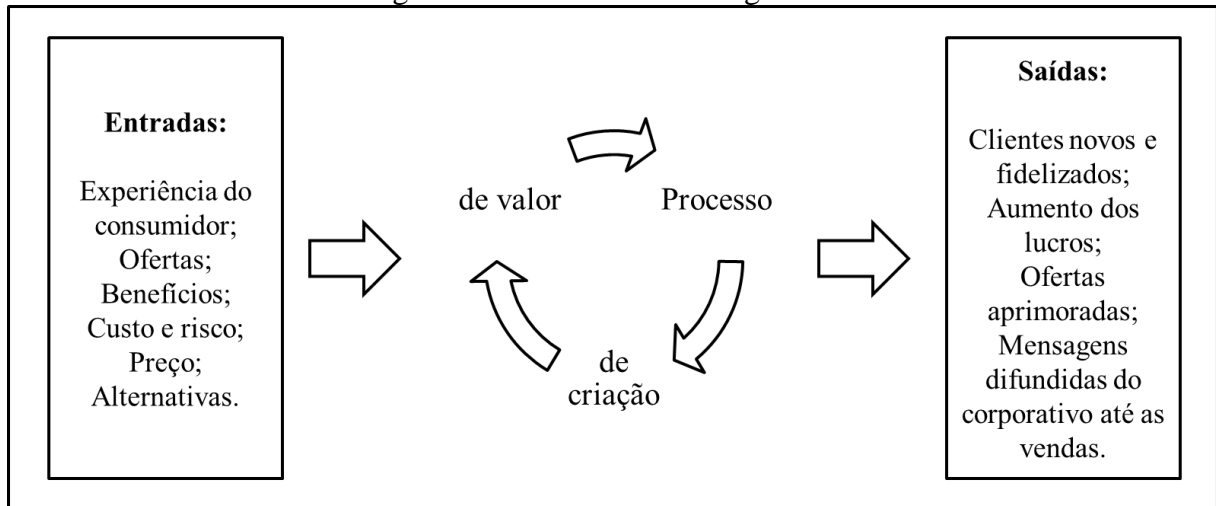 Entradas:
Experiência do
consumidor;
Ofertas;
Benefícios;
Custo e risco;
Preço;
Alternativas.
de valor
Processo
de
criação
Saídas:
Clientes novos e
fidelizados;
Aumento dos
lucros;
Ofertas
aprimoradas;
Mensagens
difundidas do
corporativo até as
vendas.